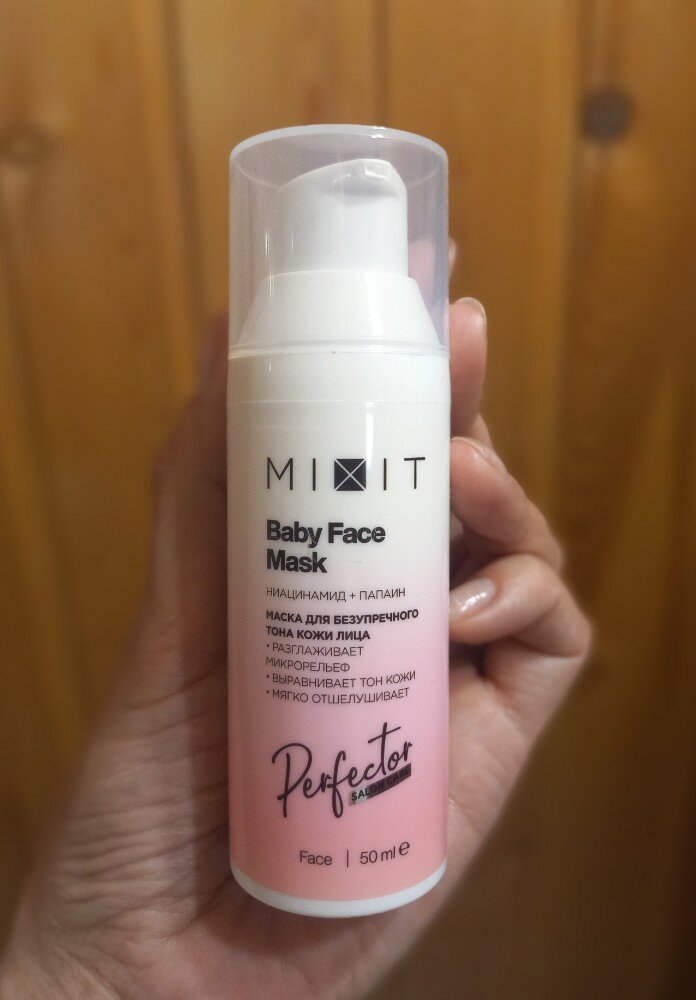 MIXIT
Baby Face
Mask
НИАЦИНАМИД + ПАПАИН
МАСКА ДЛЯ БЕЗУПРЕЧНОГО
ТОНА КОЖИ ЛИЦА
• РАЗГЛАЖИВАЕТ
МИКРОРЕЛЬЕФ
• ВЫРАВНИВАЕТ ТОН КОЖИ
• МЯГКО ОТШЕЛУШИВАЕТ
Perfector
SALON CARE
Face | 50 ml ℮